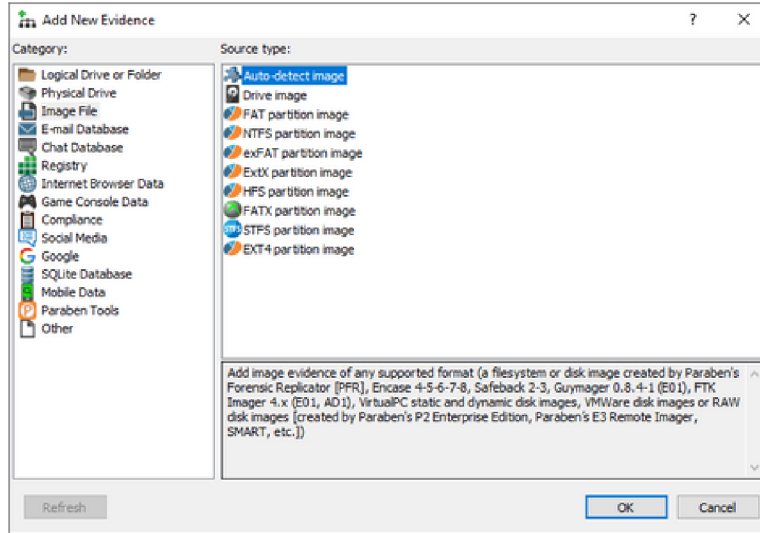 Add New Evidence
Category:
Source type:
Logical Drive or Folder
Physical Drive
Image File
E-mail Database
Chat Database
Registry
Internet Browser Data
Game Console Data
Compliance
Social Media
Google
SQLite Database
Mobile Data
Paraben Tools
Other
Auto-detect image
Drive image
FAT partition image
NTFS partition image
exFAT partition image
ExtX partition image
HFS partition image
FATX partition image
STFS partition image
EXT4 partition image
Add image evidence of any supported format (a filesystem or disk image created by Paraben's
Forensic Replicator [PFR], Encase 4-5-6-7-8, Safeback 2-3, Guymager 0.8.4-1 (E01), FTK
Imager 4.x (E01, AD1), VirtualPC static and dynamic disk images, VMWare disk images or RAW
disk images [created by Paraben's P2 Enterprise Edition, Paraben's E3 Remote Imager,
SMART, etc.])
Refresh
OK
Cancel